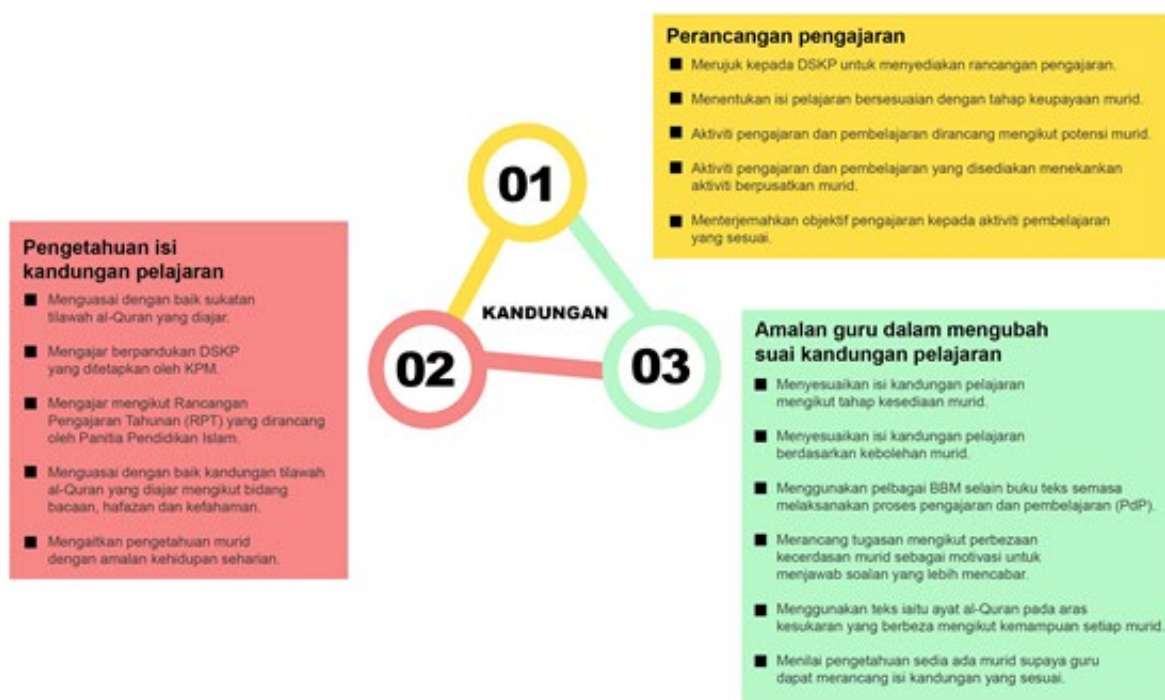 Perancangan pengajaran
Merujuk kepada DSKP untuk menyediakan rancangan pengajaran.
Menentukan isi pelajaran bersesuaian dengan tahap keupayaan murid.
Aktiviti pengajaran dan pembelajaran dirancang mengikut potensi murid.
Aktiviti pengajaran dan pembelajaran yang disediakan menekankan
aktiviti berpusatkan murid.
Menterjemahkan objektif pengajaran kepada aktiviti pembelajaran
yang sesuai.
01
KANDUNGAN
02
03
Pengetahuan isi
kandungan pelajaran
Menguasai dengan baik sukatan
tilawah al-Quran yang diajar.
Mengajar berpandukan DSKP
yang ditetapkan oleh KPM.
Mengajar mengikut Rancangan
Pengajaran Tahunan (RPT) yang dirancang
oleh Panitia Pendidikan Islam.
Menguasai dengan baik kandungan tilawah
al-Quran yang diajar mengikut bidang
bacaan, hafazan dan kefahaman.
Mengaitkan pengetahuan murid
dengan amalan kehidupan seharian.
Amalan guru dalam mengubah
suai kandungan pelajaran
Menyesuaikan isi kandungan pelajaran
mengikut tahap kesediaan murid.
Menyesuaikan isi kandungan pelajaran
berdasarkan kebolehan murid.
Menggunakan pelbagai BBM selain buku teks semasa
melaksanakan proses pengajaran dan pembelajaran (PdP).
Merancang tugasan mengikut perbezaan
kecerdasan murid sebagai motivasi untuk
menjawab soalan yang lebih mencabar.
Menggunakan teks iaitu ayat al-Quran pada aras
kesukaran yang berbeza mengikut kemampuan setiap murid.
Menilai pengetahuan sedia ada murid supaya guru
dapat merancang isi kandungan yang sesuai.